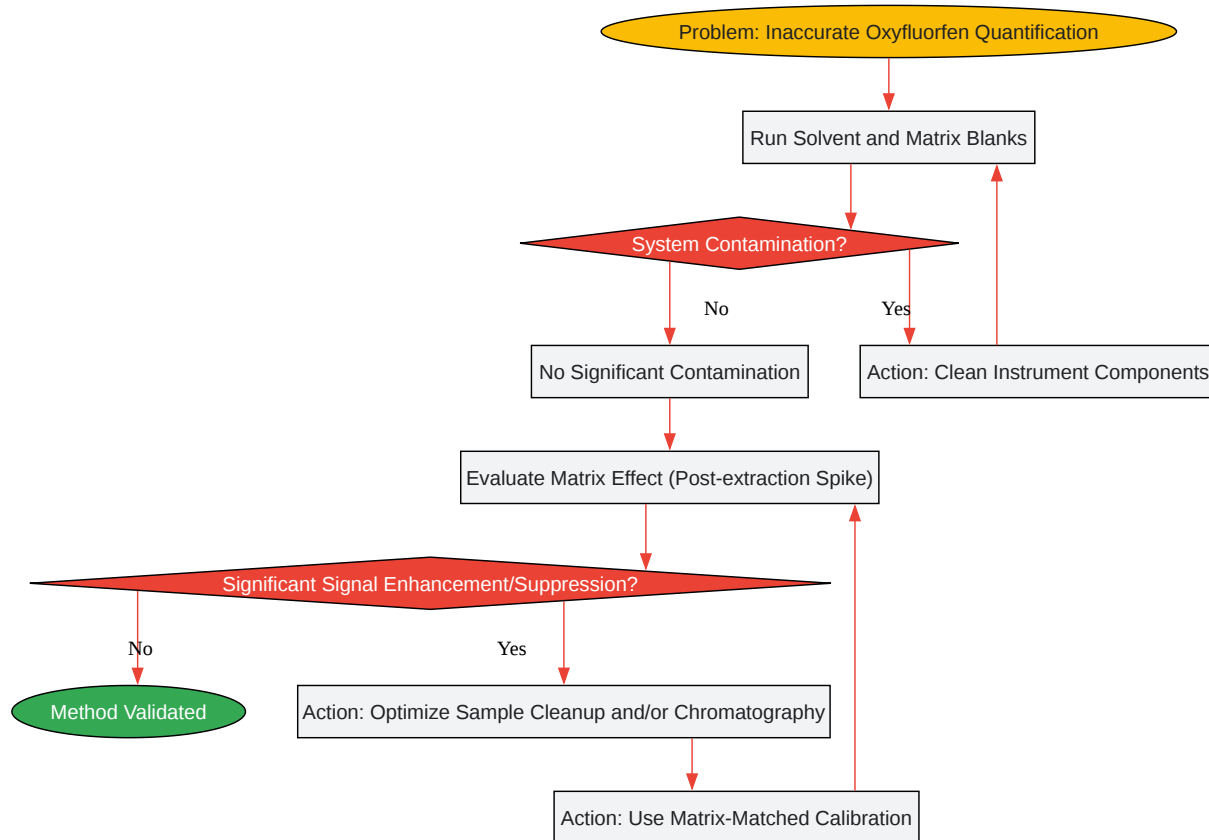 Problem: Inaccurate Oxyfluorfen Quantification
Run Solvent and Matrix Blanks
System Contamination?
No
Yes
No Significant Contamination
Action: Clean Instrument Components
Evaluate Matrix Effect (Post-extraction Spike)
Significant Signal Enhancement/Suppression?
No
Yes
Method Validated
Action: Optimize Sample Cleanup and/or Chromatography
Action: Use Matrix-Matched Calibration